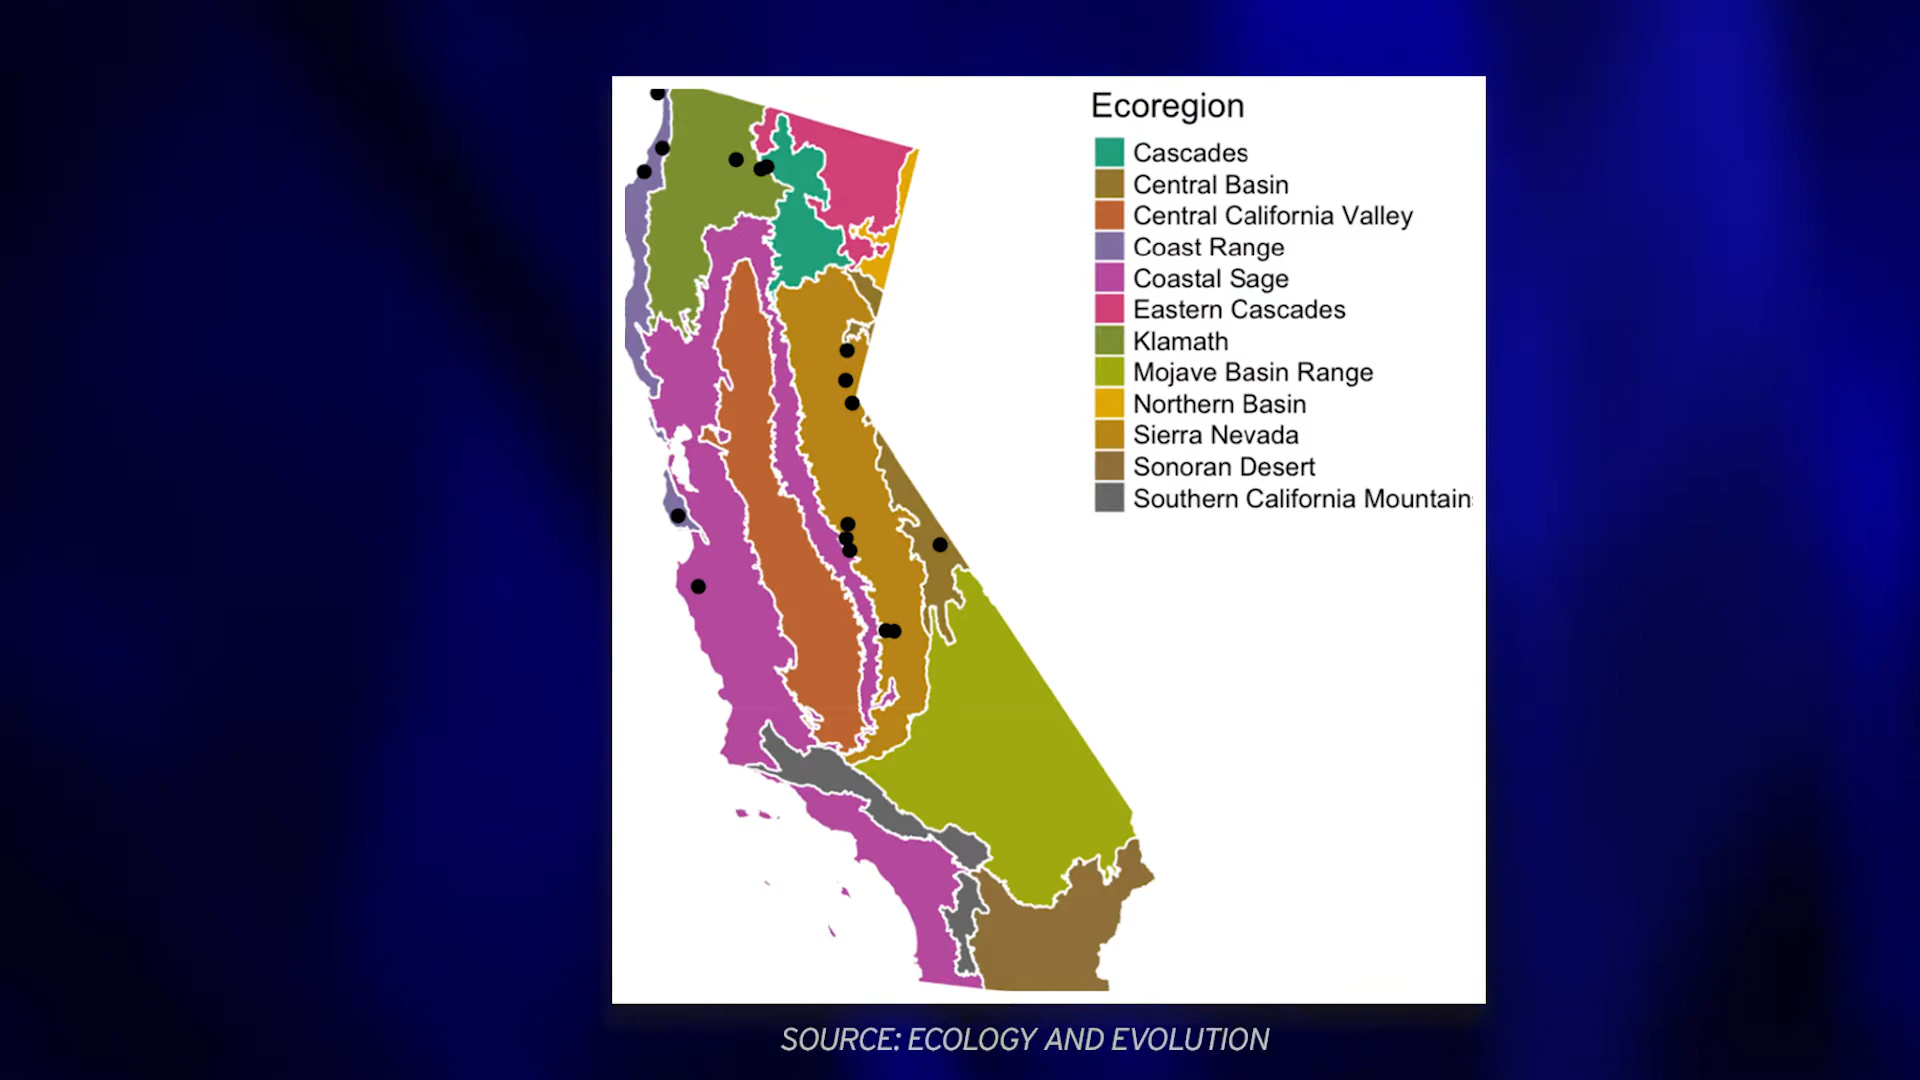 Ecoregion
Cascades
Central Basin
Central California Valley
Coast Range
Coastal Sage
Eastern Cascades
Klamath
Mojave Basin Range
Northern Basin
Sierra Nevada
Sonoran Desert
Southern California Mountain
SOURCE: ECOLOGY AND EVOLUTION